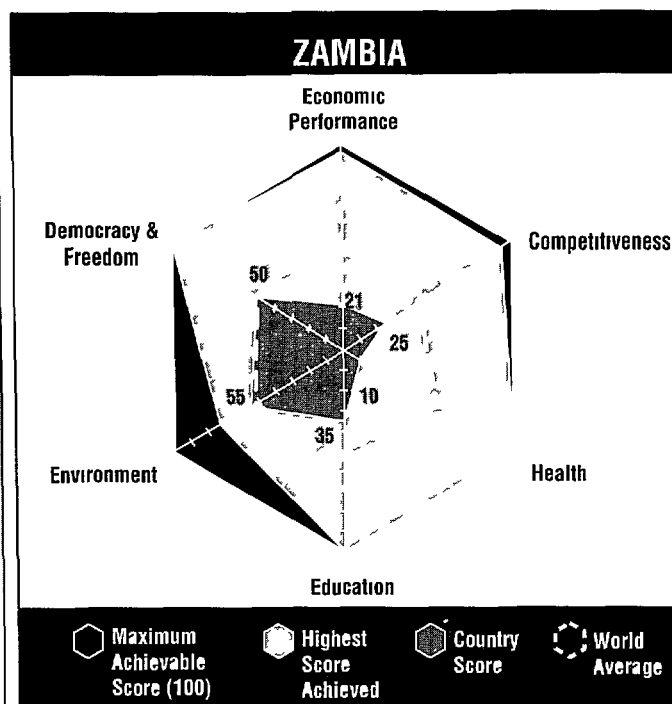 ZAMBIA
Economic
Performance
Democracy &
Freedom
Competitiveness
50
21
25
55
10
35
Environment
Health
Education
Maximum
Achievable
Score (100)
Highest
Score
Achieved
Country
Score
World
Average